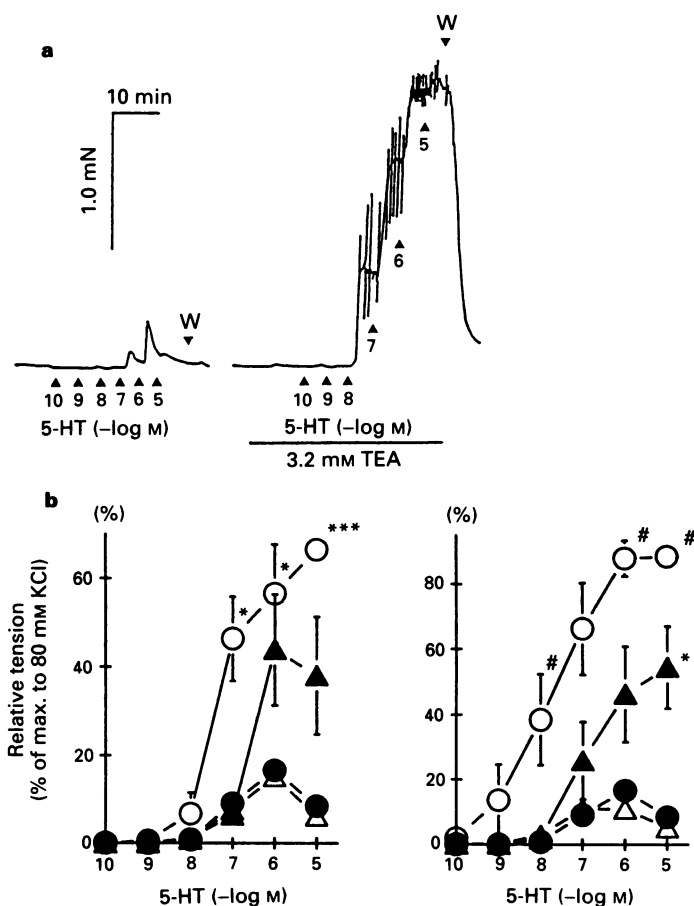 a
W
10 min
1.0 mN
5
6
7
W
10 9 8 7 6 5
5-HT (–log M)
10 9 8
5-HT (–log M)
3.2 mM TEA
b
Relative tension
(% of max. to 80 mM KCl)
(%)
60
40
20
0
***
*
*
10 9 8 7 6 5
5-HT (–log M)
(%)
80
60
40
20
0
#
#
#
*
10 9 8 7 6 5
5-HT (–log M)